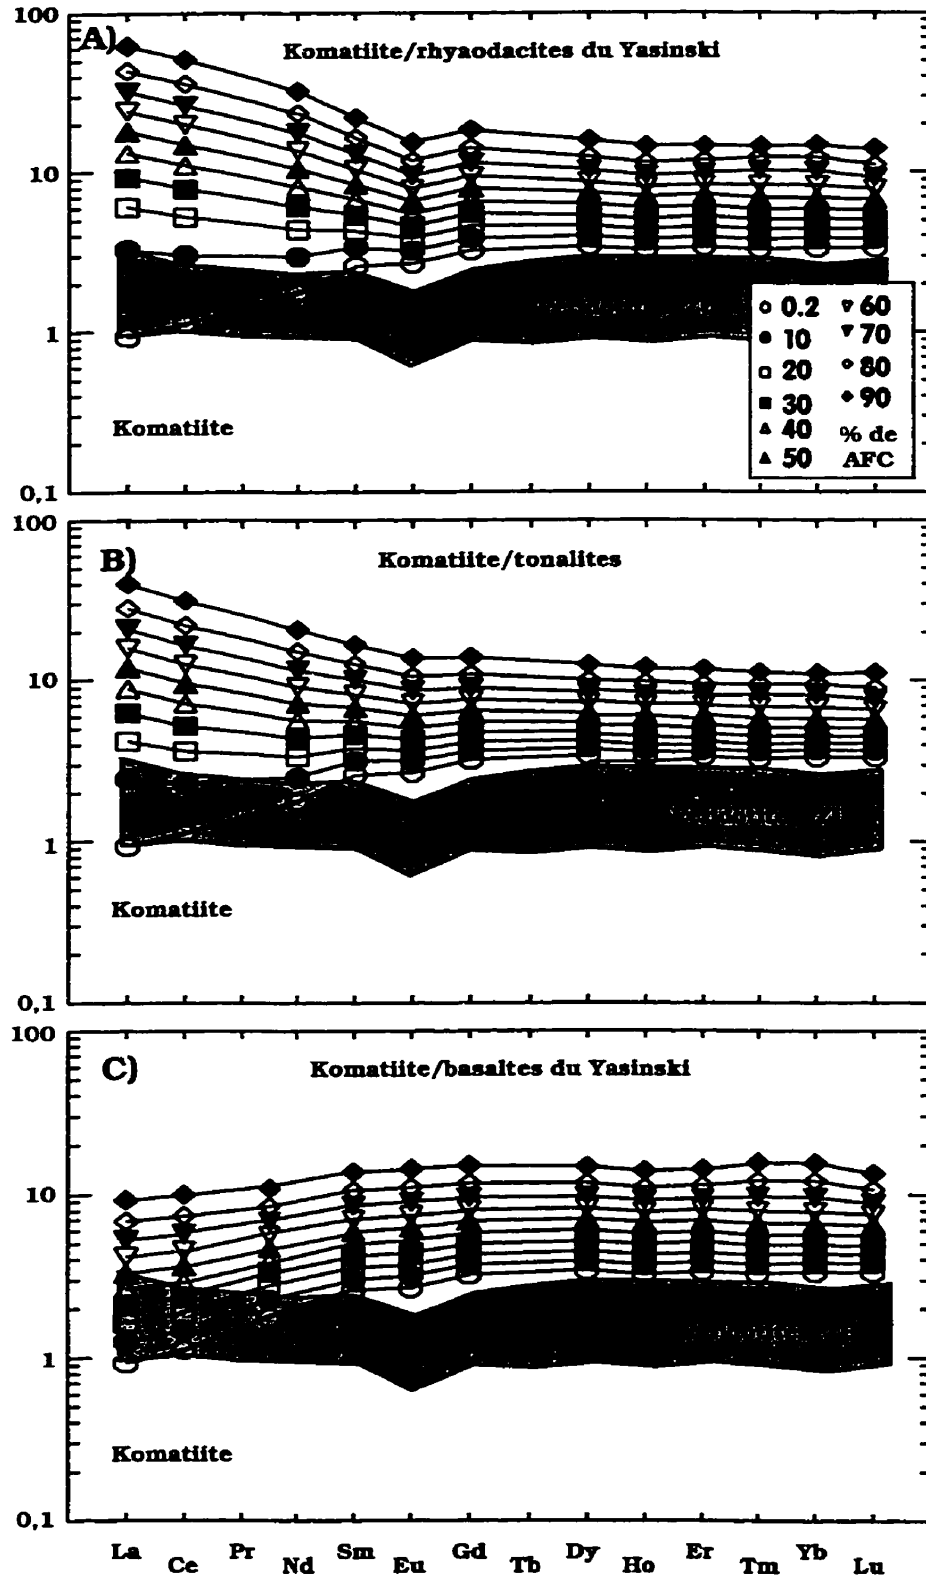 100
A)
Komatiite/rhyaodacites du Yasinski
10
1
0.2 60
10 70
20 80
30 90
40 % de
50 AFC
Komatiite
0,1
100
B)
Komatiite/tonalites
10
1
Komatiite
0,1
100
C)
Komatiite/basaltes du Yasinski
10
1
Komatiite
0,1
La Ce Pr Nd Sm Eu Gd Tb Dy Ho Er Tm Yb Lu